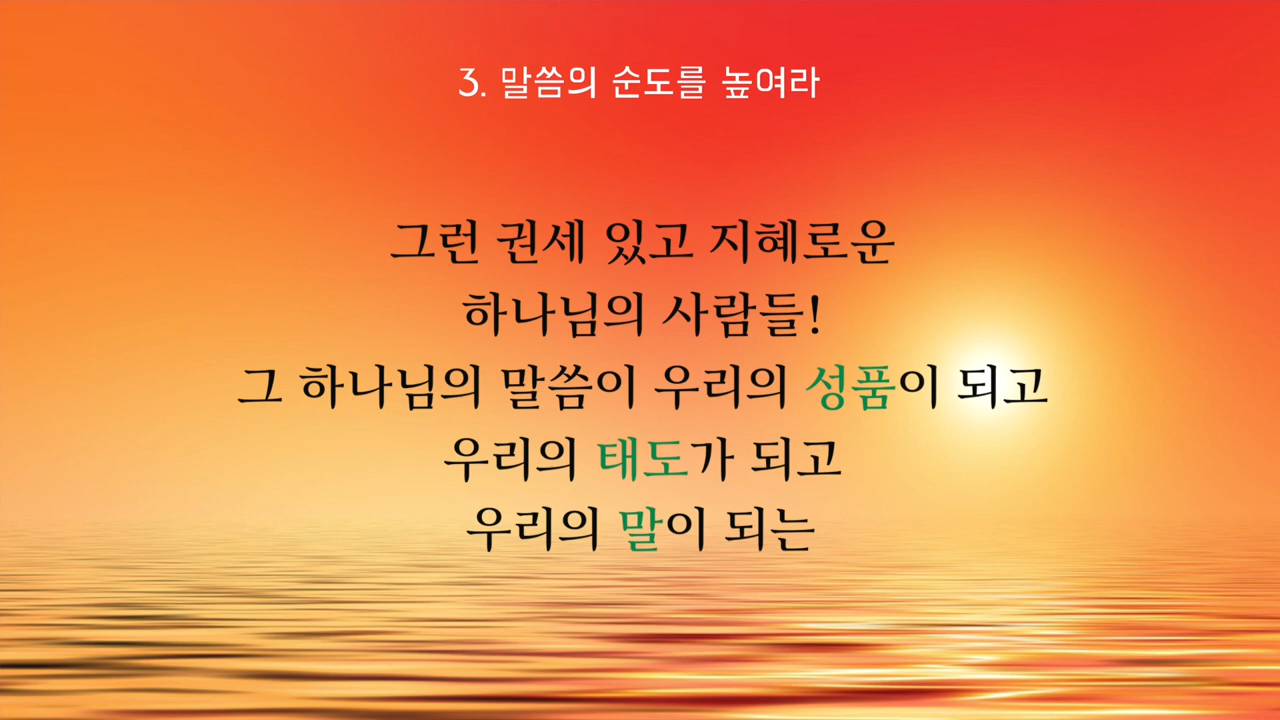 3. 말씀의 순도를 높여라
그런 권세 있고 지혜로운
하나님의 사람들!
그 하나님의 말씀이 우리의 성품이 되고
우리의 태도가 되고
우리의 말이 되는